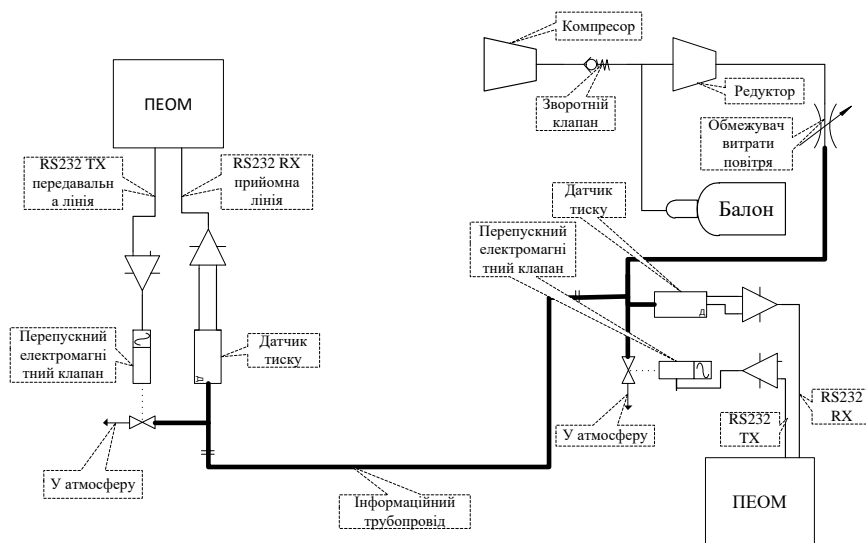 Компресор
ПЕОМ
Зворотній
клапан
Редуктор
Обмежувач
витрати
повітря
RS232 TX
передавальн
а лінія
RS232 RX
прийомна
лінія
Датчик
тиску
Балон
Перепускний
електромагні
тний клапан
Д
Перепускний
електромагні
тний клапан
Датчик
тиску
Д
У атмосферу
RS232
TX
RS232
RX
У атмосферу
Інформаційний
трубопровід
ПЕОМ